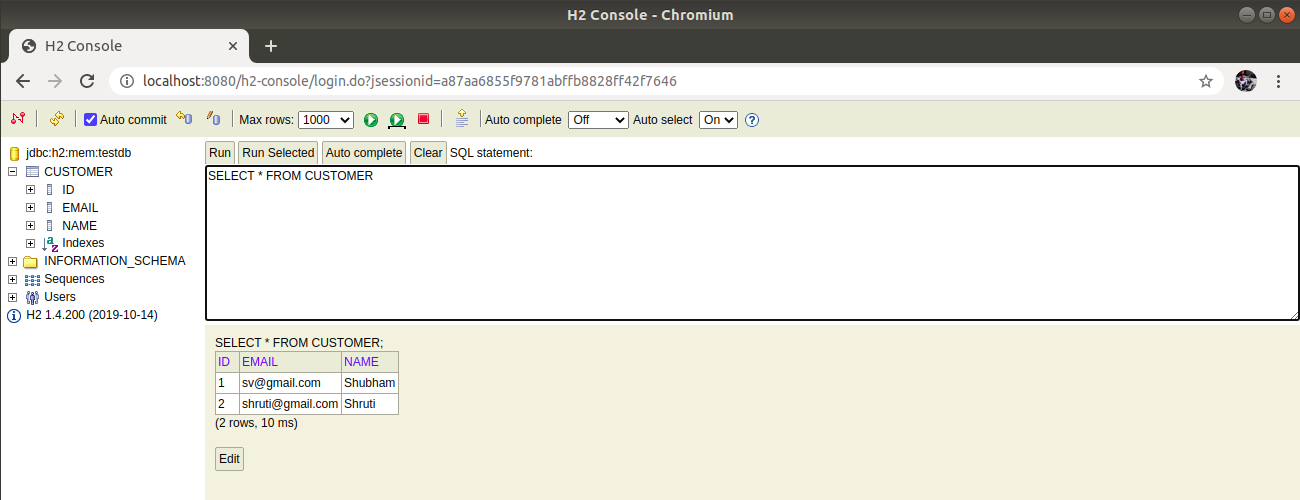 H2 Console - Chromium
H2 Console
localhost:8080/h2-console/login.do?jsessionid=a87aa6855f9781abffb8828ff42f7646
Auto commit Max rows: 1000 Auto complete Off Auto select On
jdbc:h2:mem:testdb
CUSTOMER
ID
EMAIL
NAME
Indexes
INFORMATION_SCHEMA
Sequences
Users
H2 1.4.200 (2019-10-14)
Run Run Selected Auto complete Clear SQL statement:
SELECT * FROM CUSTOMER
SELECT * FROM CUSTOMER;
ID EMAIL NAME
1 sv@gmail.com Shubham
2 shruti@gmail.com Shruti
(2 rows, 10 ms)
Edit